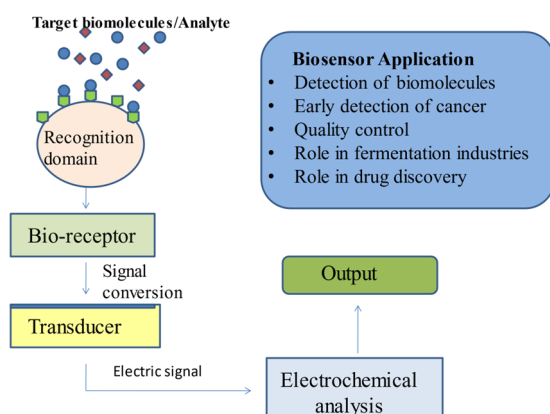 Target biomolecules/Analyte
Recognition
domain
Bio-receptor
Signal
conversion
Transducer
Electric signal
Electrochemical
analysis
Output
Biosensor Application
• Detection of biomolecules
• Early detection of cancer
• Quality control
• Role in fermentation industries
• Role in drug discovery